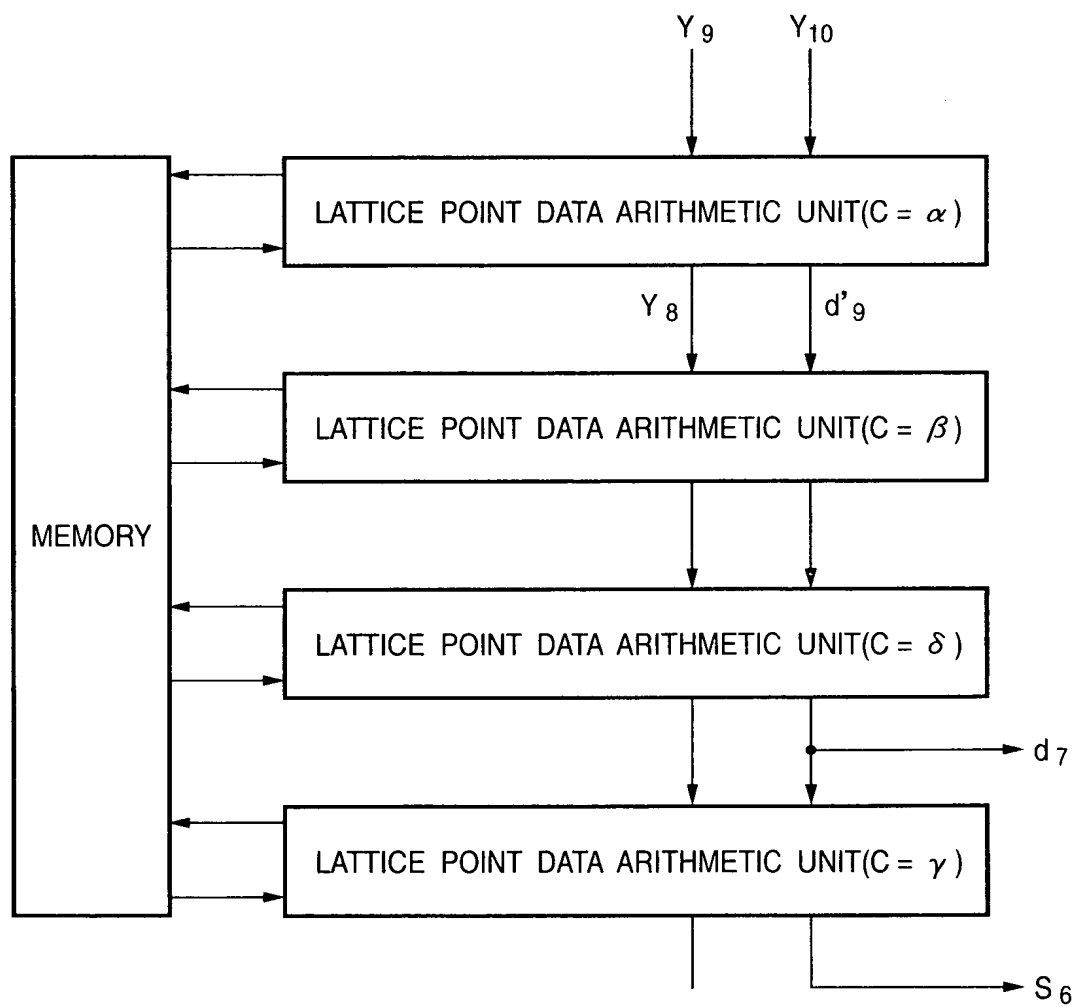 Y9 Y10
LATTICE POINT DATA ARITHMETIC UNIT(C = α)
Y8 d'9
LATTICE POINT DATA ARITHMETIC UNIT(C = β)
MEMORY
LATTICE POINT DATA ARITHMETIC UNIT(C = δ)
d7
LATTICE POINT DATA ARITHMETIC UNIT(C = γ)
S6